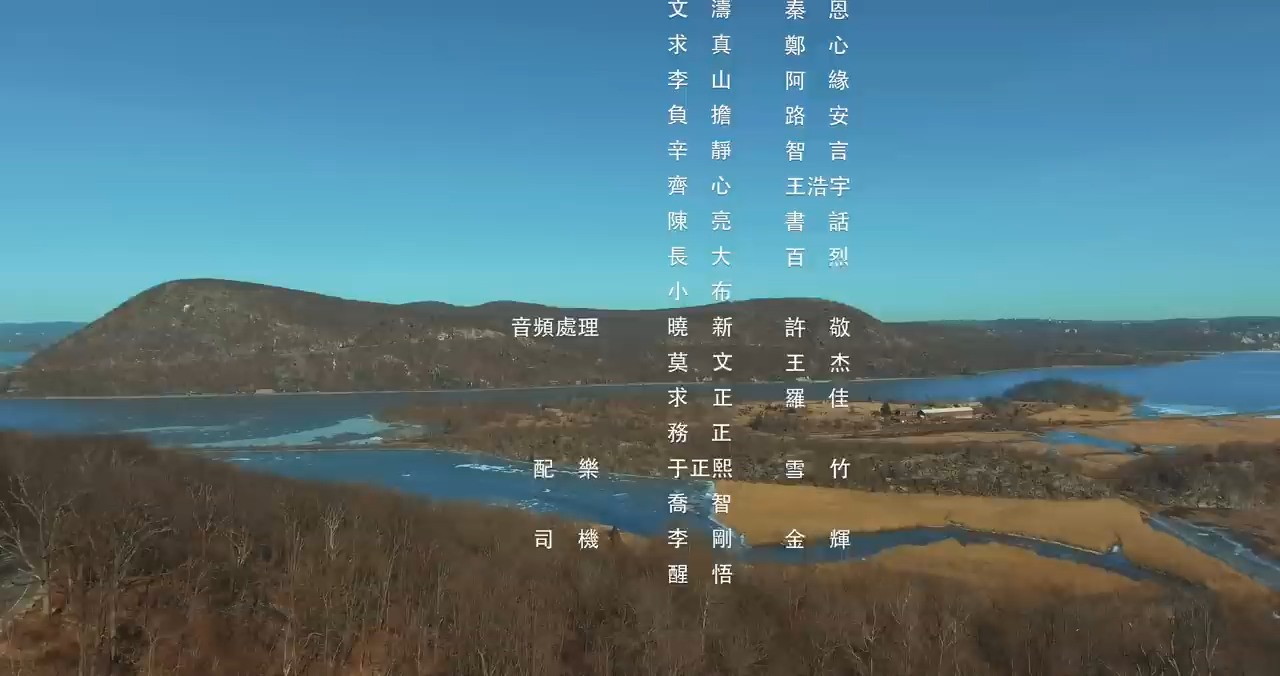 文濤 秦恩
求真 鄭心
李山 阿緣
負擔 路安
辛靜 智言
齊心 王浩宇
陳亮 書話
長大 百烈
小布
音頻處理 曉新 許敬
莫文 王杰
求正 羅佳
務正
配樂 于正熙 雪竹
喬智
司機 李剛 金輝
醒悟